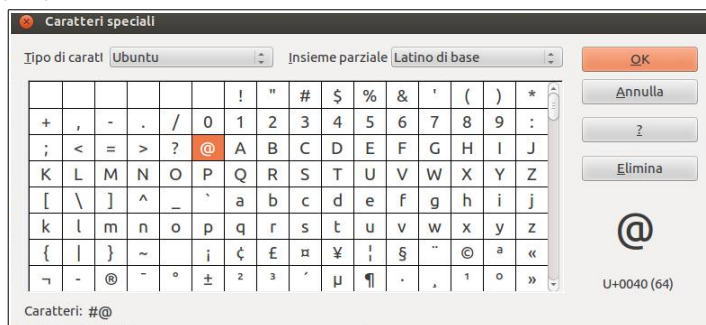 Caratteri speciali
Tipo di caratt Ubuntu Insieme parziale Latino di base OK
! " # $ % & ' ( ) * Annulla
+ , - . / 0 1 2 3 4 5 6 7 8 9 : ?
; < = > ? @ A B C D E F G H I J
K L M N O P Q R S T U V W X Y Z Elimina
[ \ ] ^ _ ` a b c d e f g h i j
k l m n o p q r s t u v w x y z @
{ | } ~ ¡ ¢ £ ¤ ¥ ¦ § ¨ © ª «
¬ - ® ¯ ° ± ² ³ ´ µ ¶ · ¸ ¹ º » U+0040 (64)
Caratteri: #@